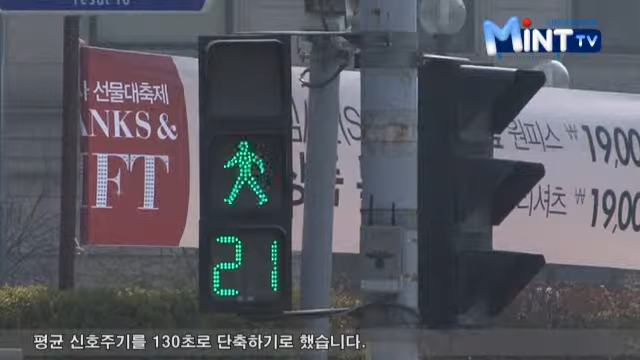 MINT TV
선물대축제
ANKS &
IFT
원피스 ₩19,00
셔츠 ₩19,00
21
평균 신호주기를 130초로 단축하기로 했습니다.